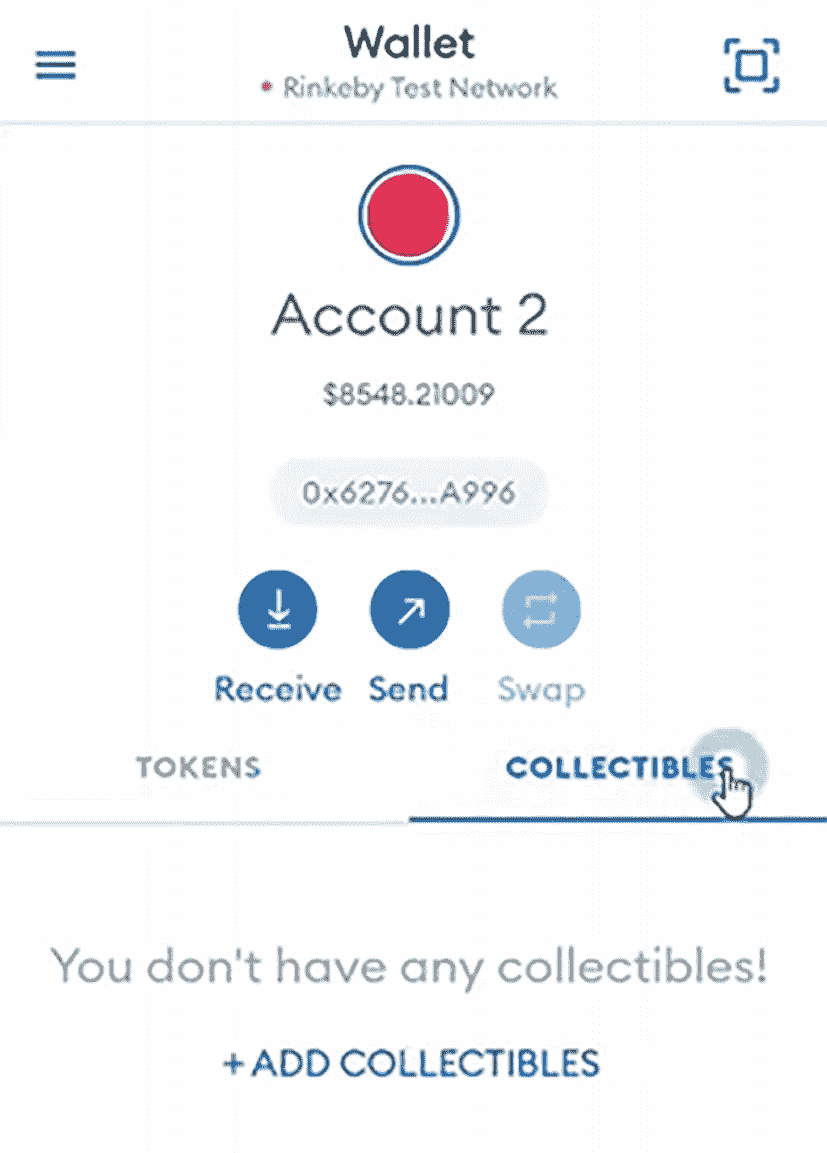 Wallet
• Rinkeby Test Network
Account 2
$8548.21009
0x6276...A996
Receive Send Swap
TOKENS COLLECTIBLES
You don't have any collectibles!
+ ADD COLLECTIBLES